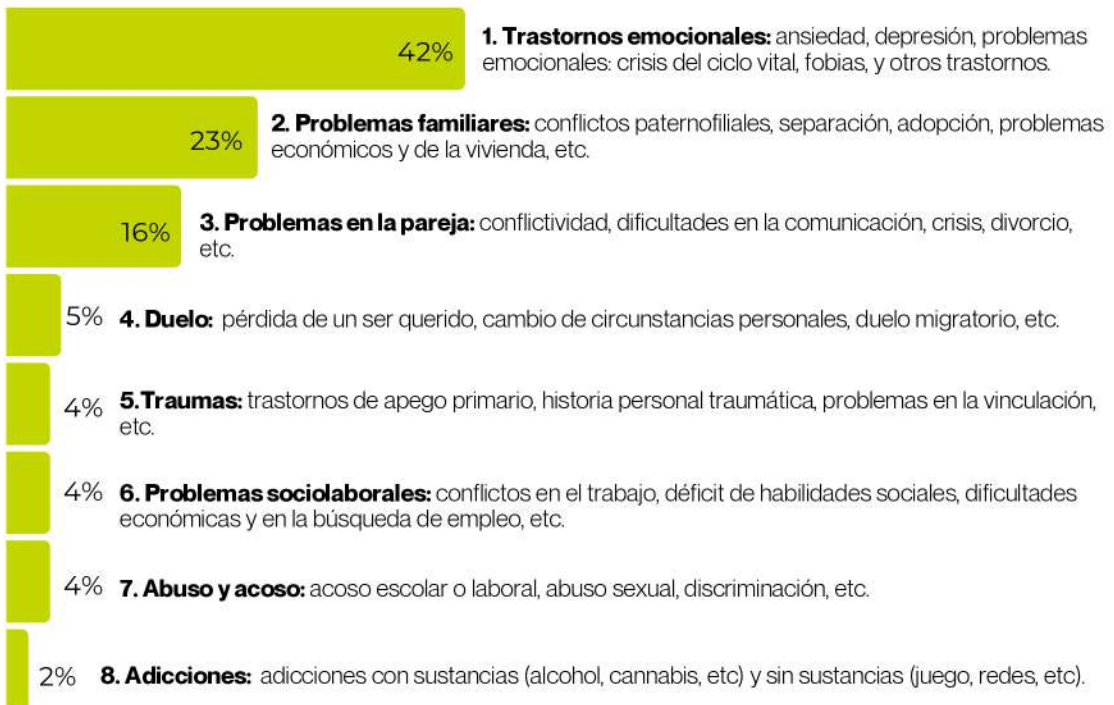 42%
1. Trastornos emocionales: ansiedad, depresión, problemas
emocionales: crisis del ciclo vital, fobias, y otros trastornos.
23%
2. Problemas familiares: conflictos paternofiliales, separación, adopción, problemas
económicos y de la vivienda, etc.
16%
3. Problemas en la pareja: conflictividad, dificultades en la comunicación, crisis, divorcio,
etc.
5%
4. Duelo: pérdida de un ser querido, cambio de circunstancias personales, duelo migratorio, etc.
4%
5.Traumas: trastornos de apego primario, historia personal traumática, problemas en la vinculación,
etc.
4%
6. Problemas sociolaborales: conflictos en el trabajo, déficit de habilidades sociales, dificultades
económicas y en la búsqueda de empleo, etc.
4%
7. Abuso y acoso: acoso escolar o laboral, abuso sexual, discriminación, etc.
2%
8. Adicciones: adicciones con sustancias (alcohol, cannabis, etc) y sin sustancias (juego, redes, etc).